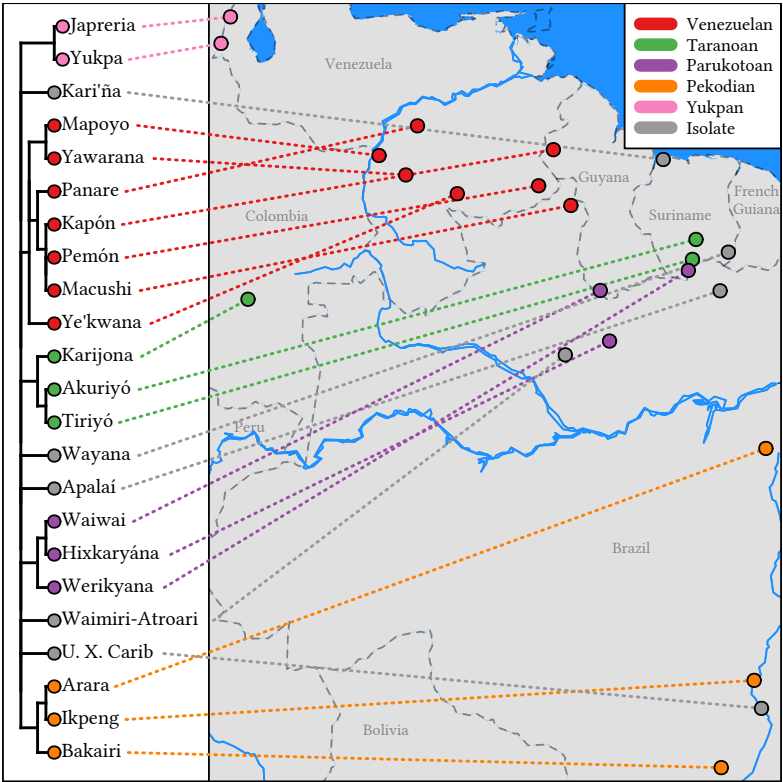 Japreria
Yukpa
Kari'ña
Mapoyo
Yawarana
Panare
Kapón
Pemón
Macushi
Ye'kwana
Karijona
Akuriyó
Tiriyó
Wayana
Apalaí
Waiwai
Hixkaryána
Werikyana
Waimiri-Atroari
U. X. Carib
Arara
Ikpeng
Bakairi
Venezuela
Colombia
Guyana
Suriname
French
Guiana
Peru
Brazil
Bolivia
Venezuelan
Taranoan
Parukotoan
Pekodian
Yukpan
Isolate